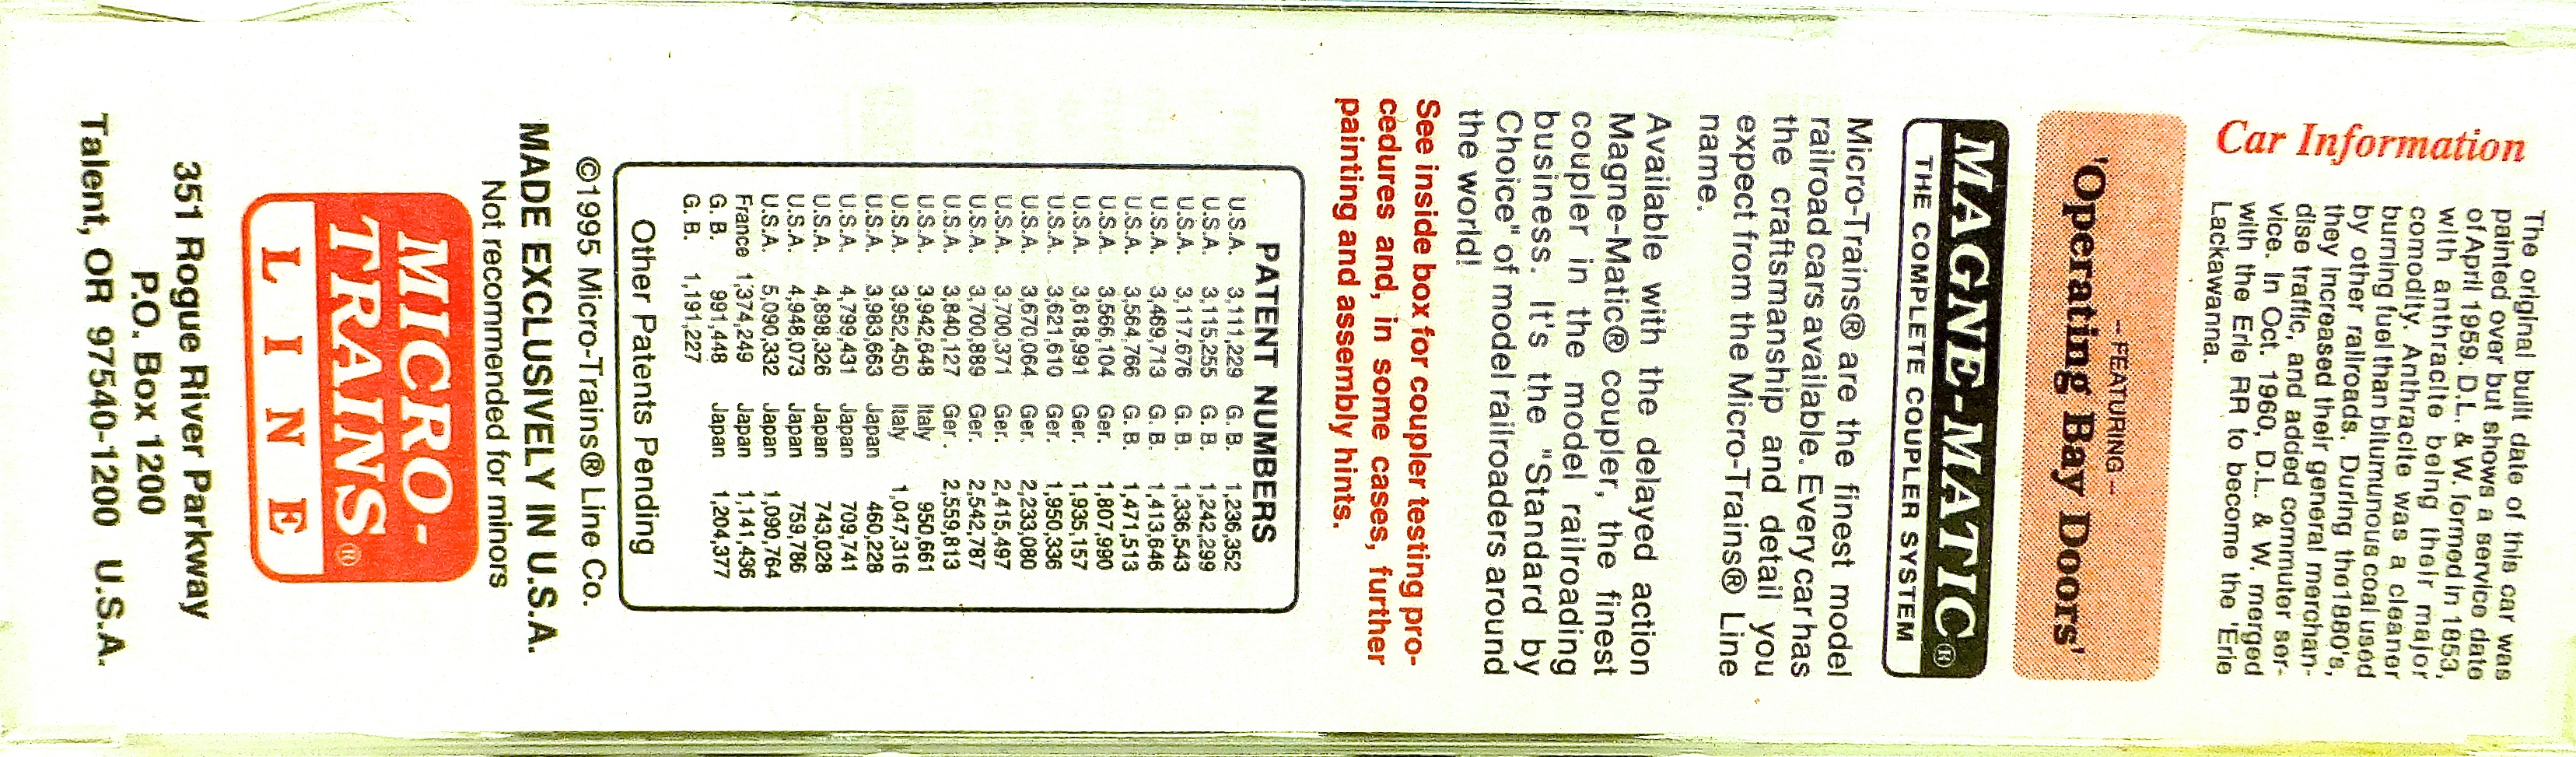 Car Information
The original built date of this car was
painted over but shows a service date
of April 1959. D.L. & W. formed in 1853,
with anthracite being their major
commodity. Anthracite was a cleaner
burning fuel than bitumunous coal used
by other railroads. During the 1880's,
they increased their general merchan-
dise traffic, and added commuter ser-
vice. In Oct. 1960, D.L. & W. merged
with the Erie RR to become the 'Erie
Lackawanna.
--FEATURING--
'Operating Bay Doors'
MAGNE-MATIC®
THE COMPLETE COUPLER SYSTEM
Micro-Trains® are the finest model
railroad cars available. Every car has
the craftsmanship and detail you
expect from the Micro-Trains® Line
name.
Available with the delayed action
Magne-Matic® coupler, the finest
coupler in the model railroading
business. It's the "Standard by
Choice" of model railroaders around
the world!
See inside box for coupler testing pro-
cedures and, in some cases, further
painting and assembly hints.
PATENT NUMBERS
U.S.A. 3,111,229 G. B. 1,236,352
U.S.A. 3,115,255 G. B. 1,242,299
U.S.A. 3,117.676 G. B. 1,336,543
U.S.A. 3,469,713 G. B. 1,413,646
U.S.A. 3,564,766 G. B. 1,471,513
U.S.A. 3,566,104 Ger. 1,807,990
U.S.A. 3,618,991 Ger. 1,935,157
U.S.A. 3,621,610 Ger. 1,950,336
U.S.A. 3,670,064 Ger. 2,233,080
U.S.A. 3,700,371 Ger. 2,415,497
U.S.A. 3,700,889 Ger. 2,542,787
U.S.A. 3,840,127 Ger. 2,559,813
U.S.A. 3,942,648 Italy 950,661
U.S.A. 3,952,450 Italy 1,047,316
U.S.A. 3,983,663 Japan 460,228
U.S.A. 4,799,431 Japan 709,741
U.S.A. 4,898,326 Japan 743,028
U.S.A. 4,948,073 Japan 759,786
U.S.A. 5,090,332 Japan 1,090,764
France 1,374,249 Japan 1,141,436
G. B. 991,448 Japan 1,204,377
G. B. 1,191,227
Other Patents Pending
©1995 Micro-Trains® Line Co.
MADE EXCLUSIVELY IN U.S.A.
Not recommended for minors
MICRO-
TRAINS®
LINE
351 Rogue River Parkway
P.O. Box 1200
Talent, OR 97540-1200 U.S.A.